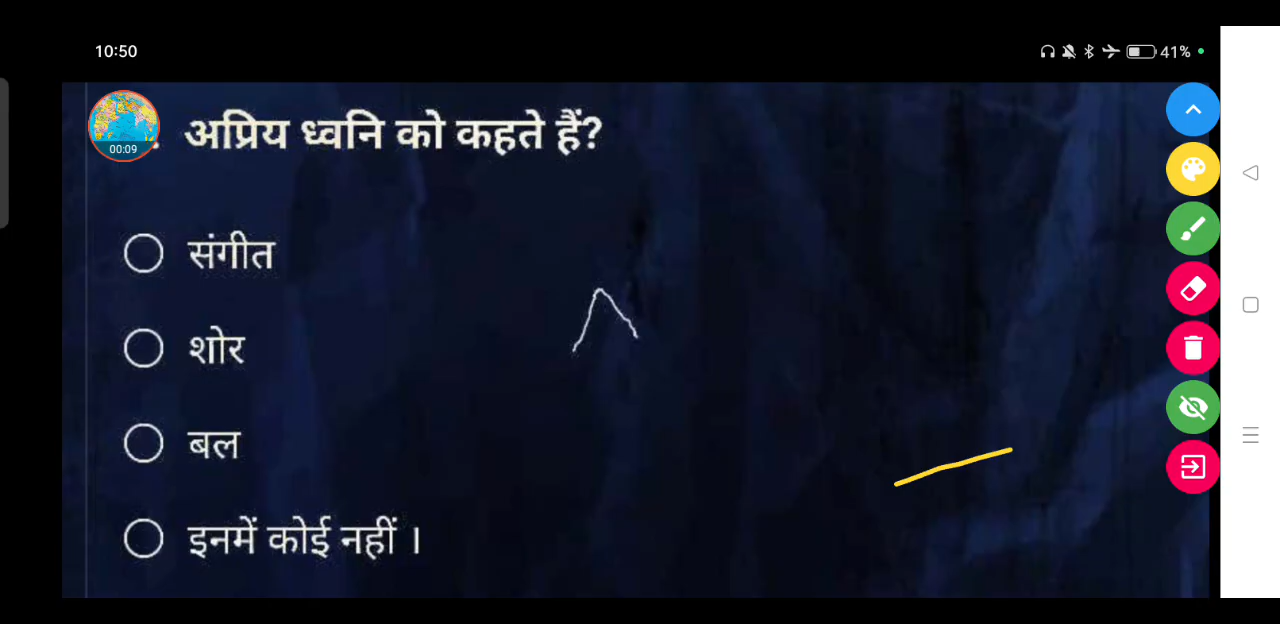 10:50
41%
00:09
. अप्रिय ध्वनि को कहते हैं?
संगीत
शोर
बल
इनमें कोई नहीं ।